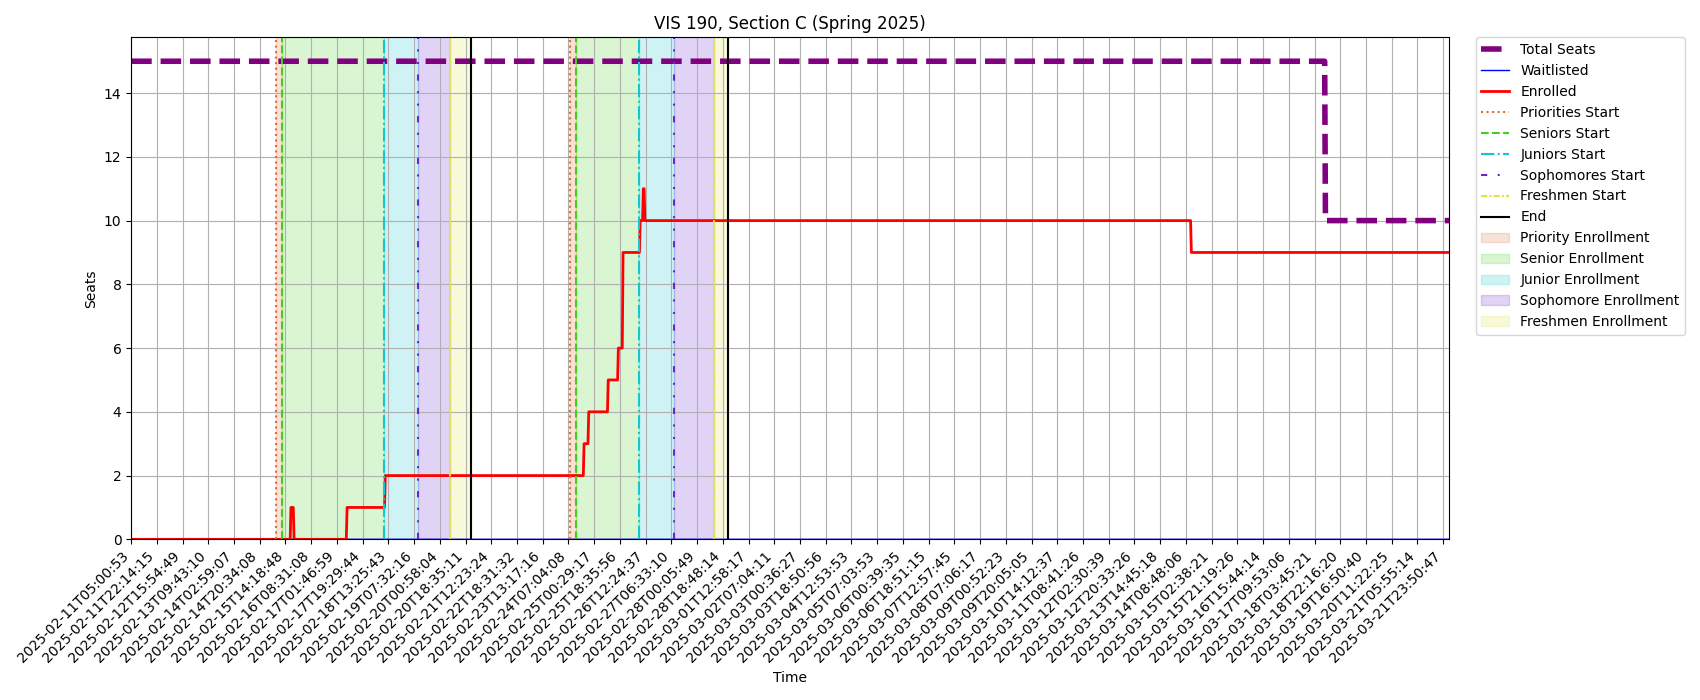 VIS 190, Section C (Spring 2025)
Total Seats
Waitlisted
Enrolled
Priorities Start
Seniors Start
Juniors Start
Sophomores Start
Freshmen Start
End
Priority Enrollment
Senior Enrollment
Junior Enrollment
Sophomore Enrollment
Freshmen Enrollment
Seats
14
12
10
8
6
4
2
0
2025-02-11T05:00:53
2025-02-11T22:14:15
2025-02-12T15:54:49
2025-02-13T09:43:10
2025-02-14T02:59:07
2025-02-14T20:34:08
2025-02-15T14:18:48
2025-02-16T08:31:08
2025-02-17T01:46:59
2025-02-17T19:29:44
2025-02-18T13:25:43
2025-02-19T07:32:16
2025-02-20T00:58:04
2025-02-20T18:35:11
2025-02-21T12:23:24
2025-02-22T18:31:32
2025-02-23T13:17:16
2025-02-24T07:04:08
2025-02-25T00:29:17
2025-02-25T18:35:56
2025-02-26T12:24:37
2025-02-27T06:33:10
2025-02-28T00:05:49
2025-02-28T18:48:14
2025-03-01T12:58:17
2025-03-02T07:04:11
2025-03-03T00:36:27
2025-03-03T18:50:56
2025-03-04T12:53:53
2025-03-05T07:03:53
2025-03-06T00:39:35
2025-03-06T18:51:15
2025-03-07T12:57:45
2025-03-08T07:06:17
2025-03-09T00:52:23
2025-03-09T20:05:05
2025-03-10T14:12:37
2025-03-11T08:41:26
2025-03-12T02:30:39
2025-03-12T20:33:26
2025-03-13T14:45:18
2025-03-14T08:48:06
2025-03-15T02:38:21
2025-03-15T21:19:26
2025-03-16T15:44:14
2025-03-17T09:53:06
2025-03-18T03:45:21
2025-03-18T22:16:20
2025-03-19T16:50:40
2025-03-20T11:22:25
2025-03-21T05:55:14
2025-03-21T23:50:47
Time